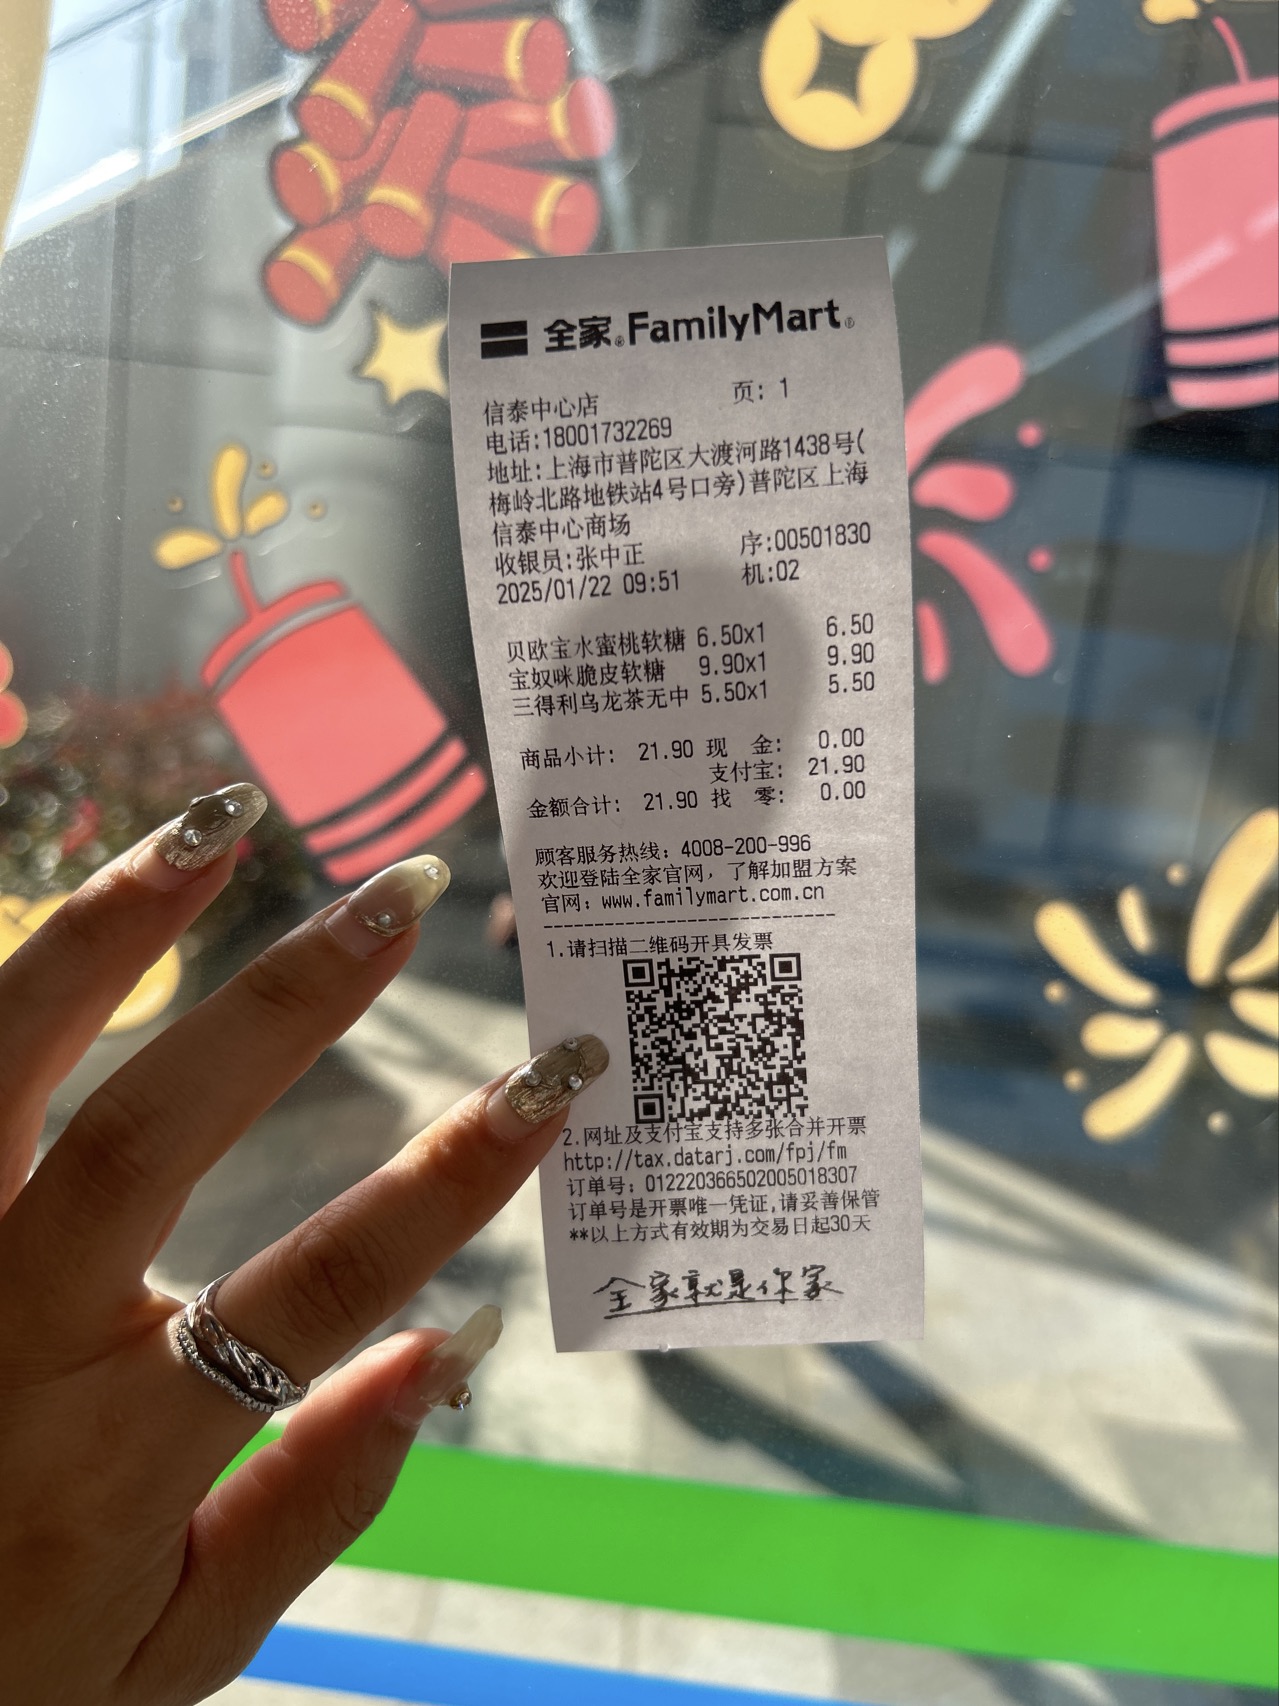 全家®FamilyMart®
信泰中心店 页: 1
电话:18001732269
地址:上海市普陀区大渡河路1438号(
梅岭北路地铁站4号口旁)普陀区上海
信泰中心商场
收银员:张中正 序:00501830
2025/01/22 09:51 机:02
贝欧宝水蜜桃软糖 6.50x1 6.50
宝奴咪脆皮软糖 9.90x1 9.90
三得利乌龙茶无中 5.50x1 5.50
商品小计: 21.90 现 金: 0.00
支付宝: 21.90
金额合计: 21.90 找 零: 0.00
顾客服务热线: 4008-200-996
欢迎登陆全家官网，了解加盟方案
官网: www.familymart.com.cn
1.请扫描二维码开具发票
2.网址及支付宝支持多张合并开票
http://tax.datarj.com/fpj/fm
订单号: 0122203665020050​18307
订单号是开票唯一凭证,请妥善保管
**以上方式有效期为交易日起30天
全家就是你家